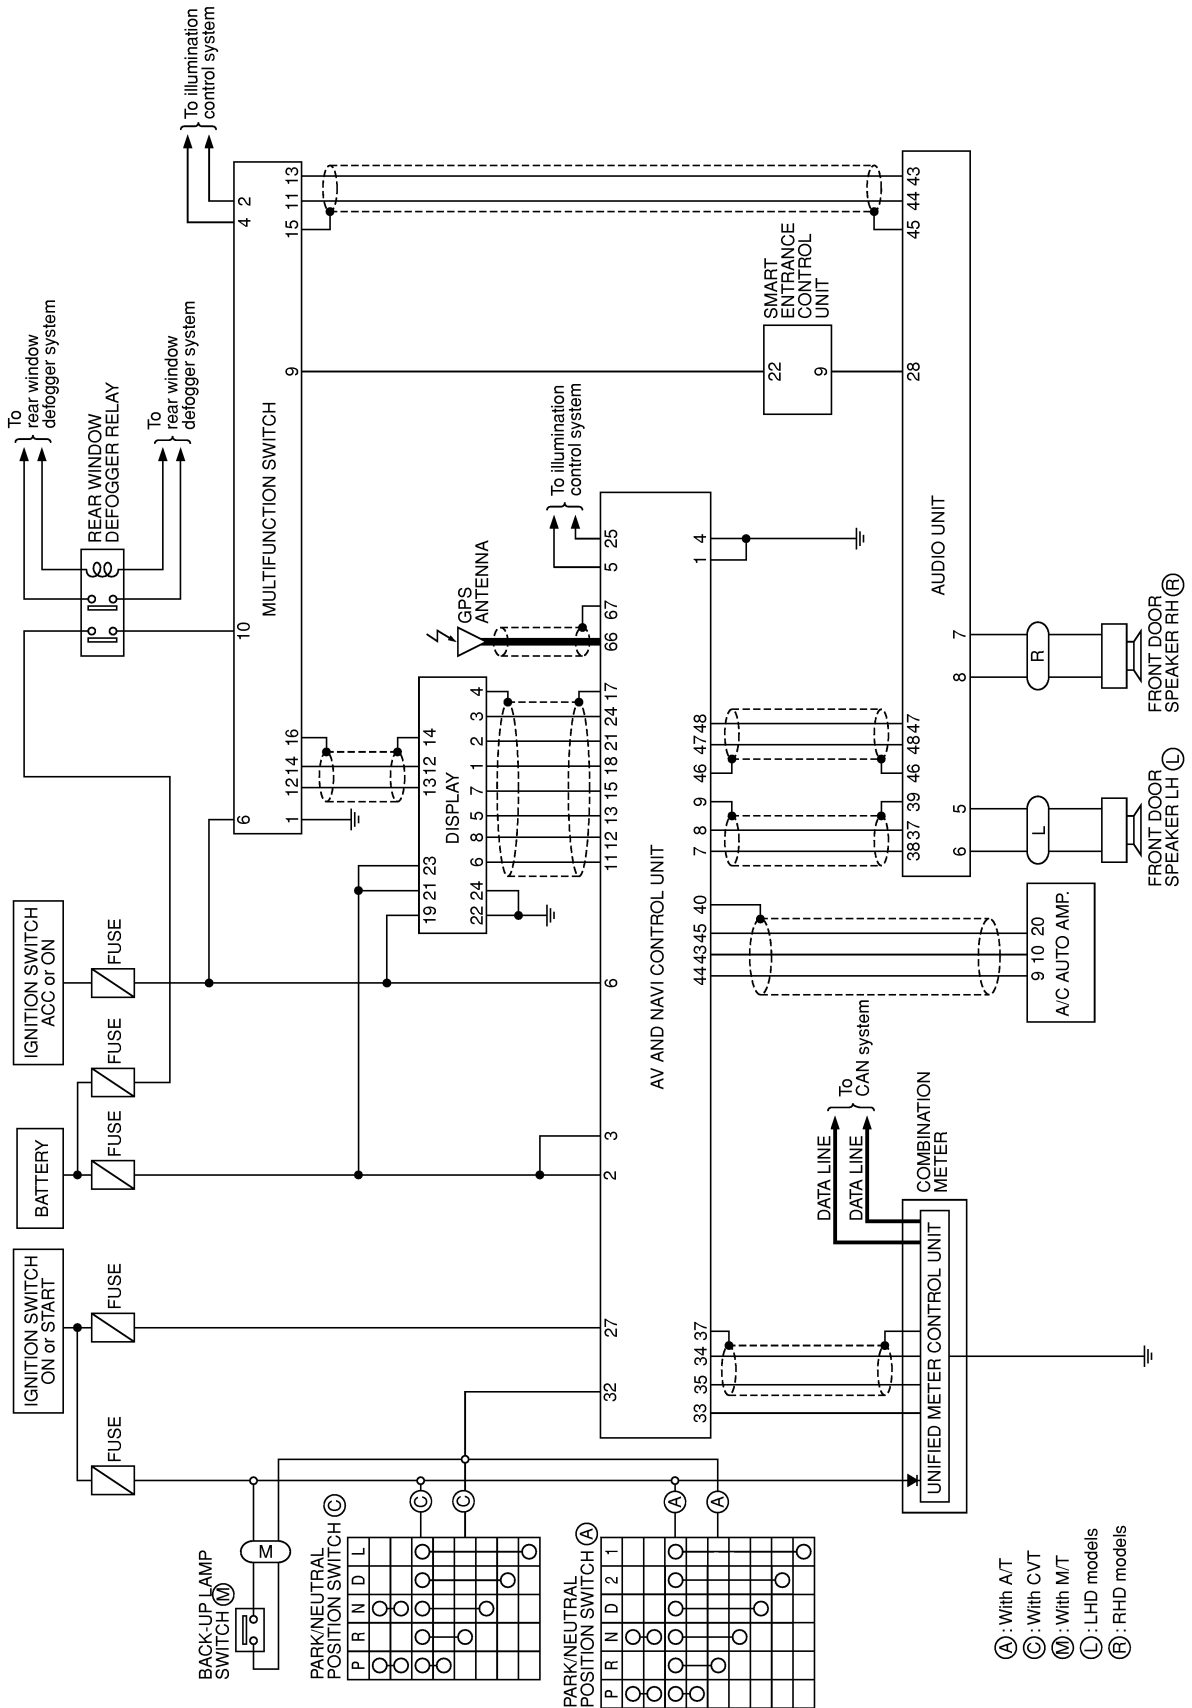 IGNITION SWITCH
ON or START
BATTERY
IGNITION SWITCH
ACC or ON
FUSE
FUSE
FUSE
FUSE
FUSE
To
rear window
defogger system
REAR WINDOW
DEFOGGER RELAY
To
rear window
defogger system
To illumination
control system
6
10
4
2
MULTIFUNCTION SWITCH
1
12
14
16
9
15
11
13
19
21
23
13
12
14
DISPLAY
22
24
6
8
5
7
1
2
3
4
GPS
ANTENNA
To illumination
control system
SMART
ENTRANCE
CONTROL
UNIT
22
9
32
27
2
3
6
11
12
13
15
18
21
24
17
66
67
5
25
AV AND NAVI CONTROL UNIT
33
35
34
37
44
43
45
40
7
8
9
46
47
48
1
4
BACK-UP LAMP
SWITCH M
M
PARK/NEUTRAL
POSITION SWITCH C
P
R
N
D
L
C
C
PARK/NEUTRAL
POSITION SWITCH A
P
R
N
D
2
1
A
A
DATA LINE
DATA LINE
To
CAN system
COMBINATION
METER
UNIFIED METER CONTROL UNIT
9
10
20
A/C AUTO AMP.
38
37
39
46
48
47
28
45
44
43
AUDIO UNIT
6
5
8
7
L
R
FRONT DOOR
SPEAKER LH L
FRONT DOOR
SPEAKER RH R
A : With A/T
C : With CVT
M : With M/T
L : LHD models
R : RHD models